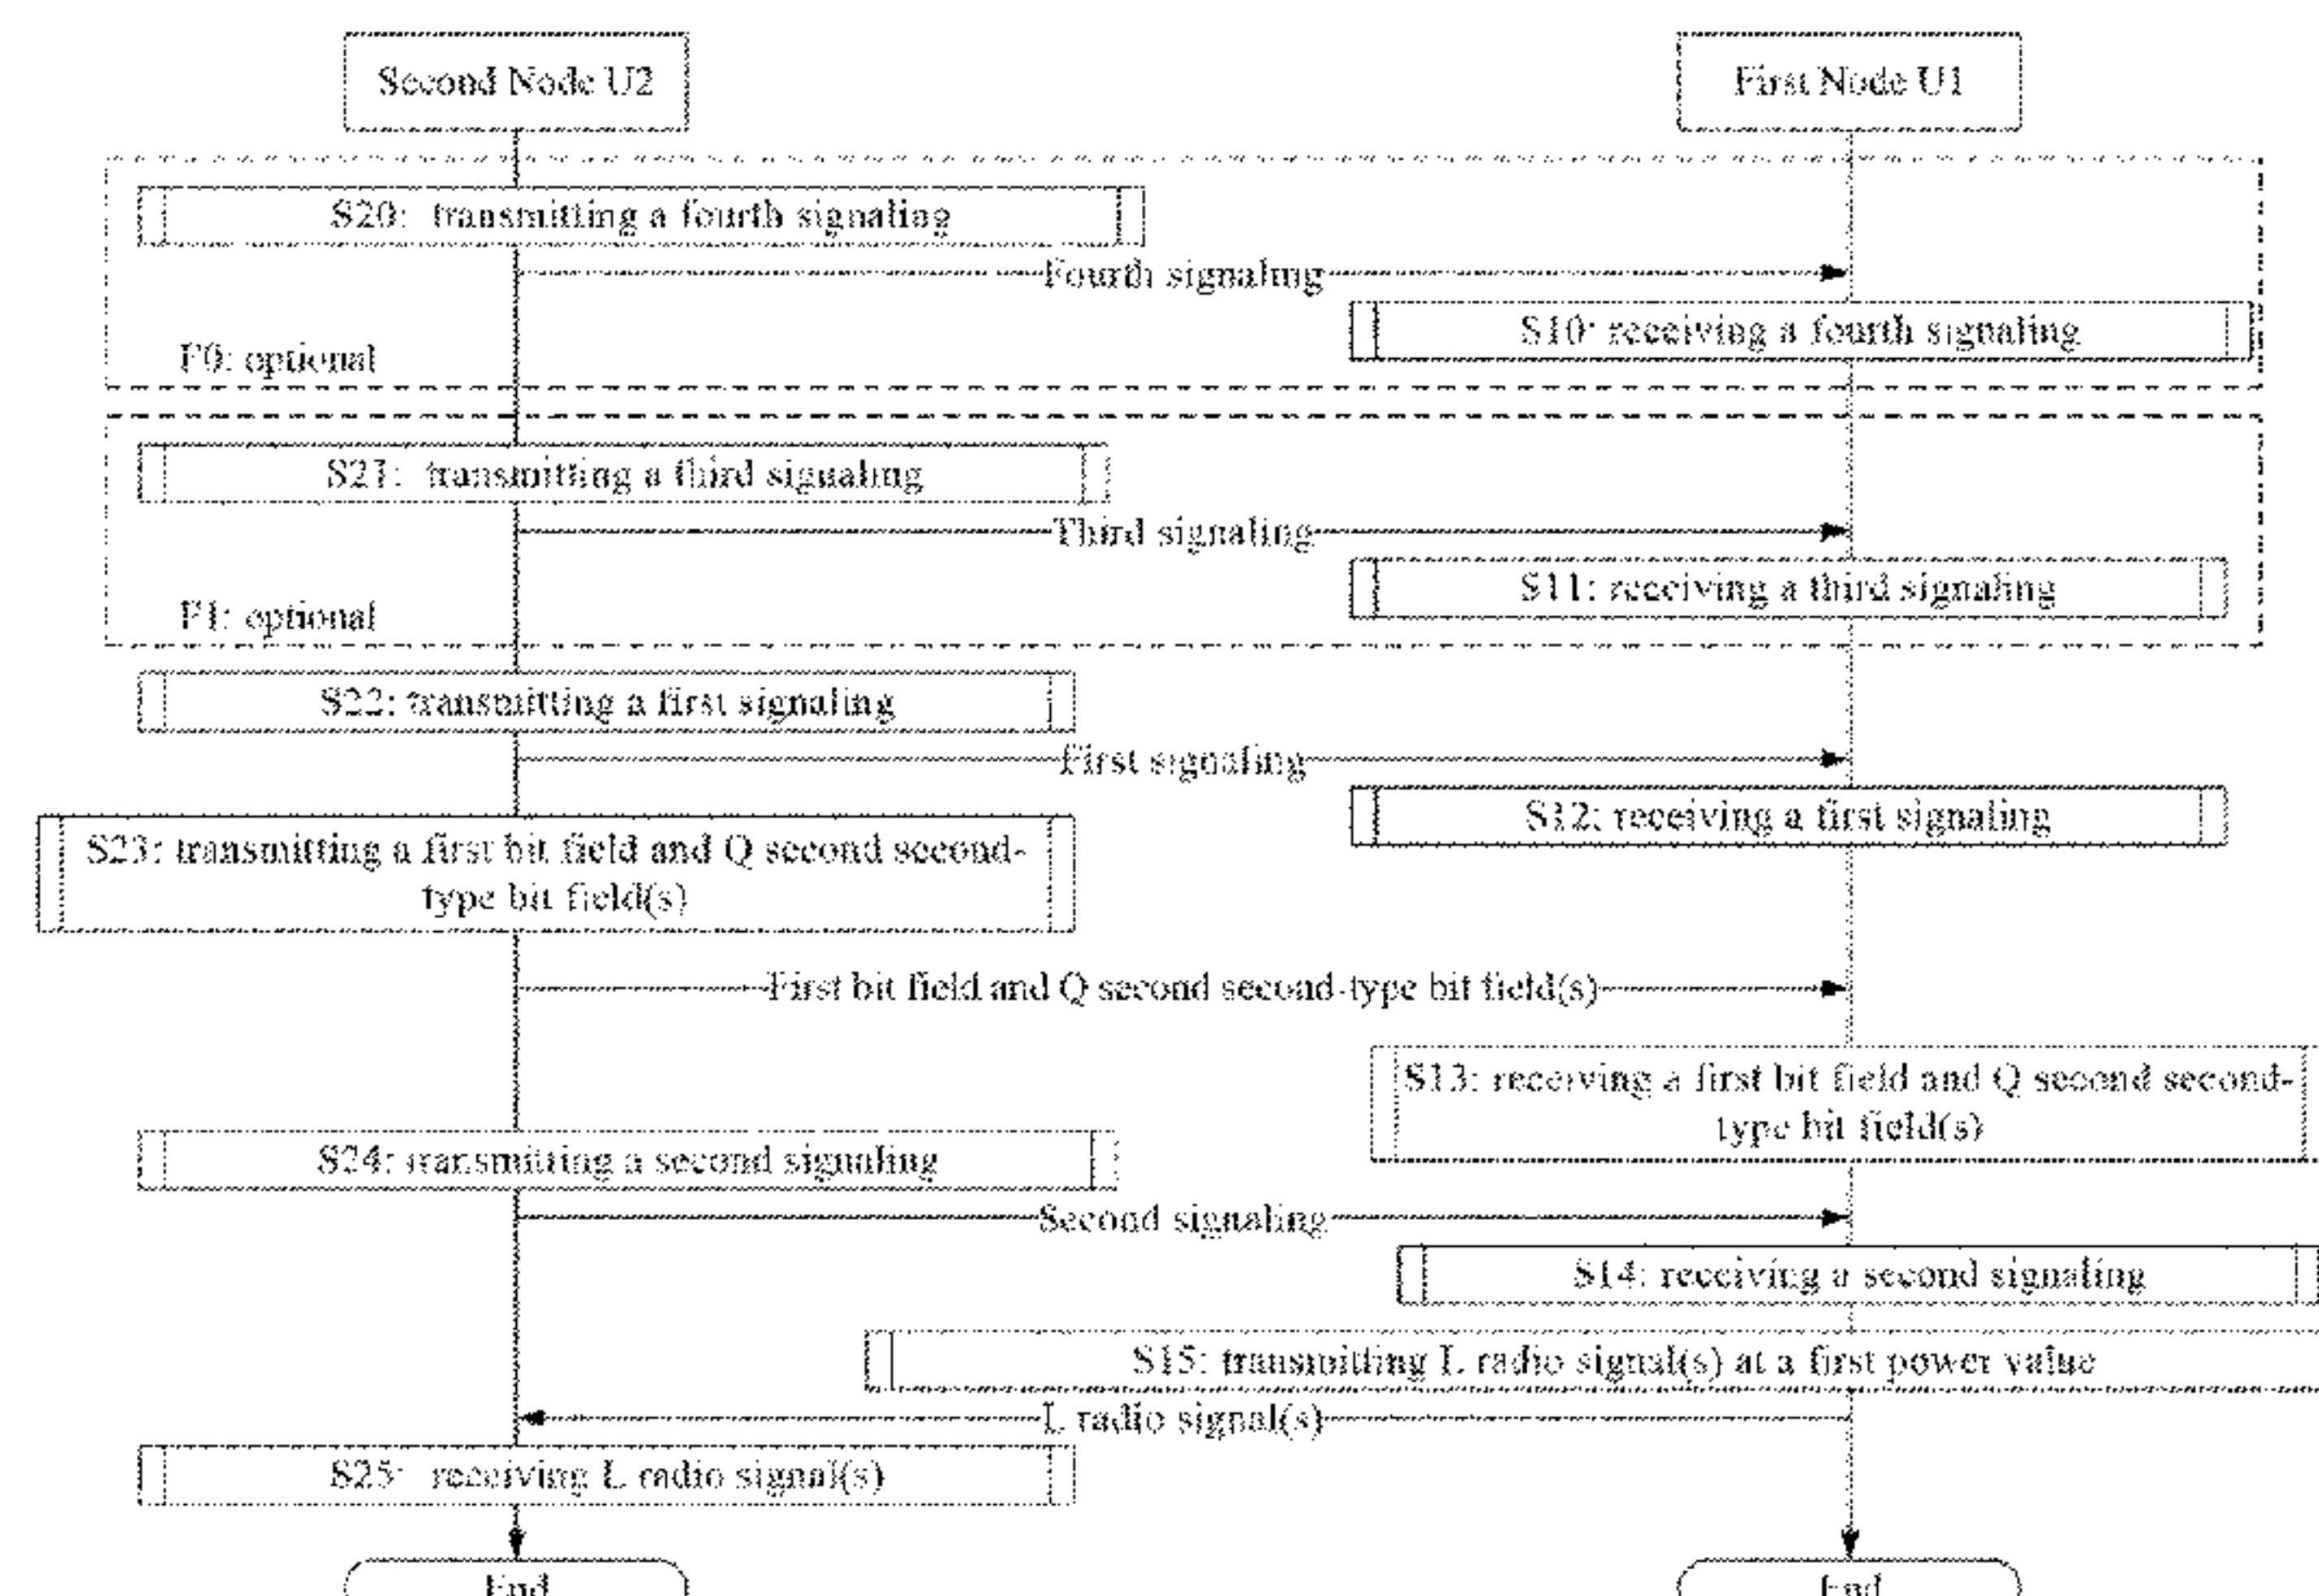 Second Node U2
First Node U1
S20: transmitting a fourth signaling
Fourth signaling
S10: receiving a fourth signaling
F0: optional
S21: transmitting a third signaling
Third signaling
S11: receiving a third signaling
F1: optional
S22: transmitting a first signaling
First signaling
S12: receiving a first signaling
S23: transmitting a first bit field and Q second second-
type bit field(s)
First bit field and Q second second-type bit field(s)
S13: receiving a first bit field and Q second second-
type bit field(s)
S24: transmitting a second signaling
Second signaling
S14: receiving a second signaling
S15: transmitting L radio signal(s) at a first power value
L radio signal(s)
S25: receiving L radio signal(s)
End
End